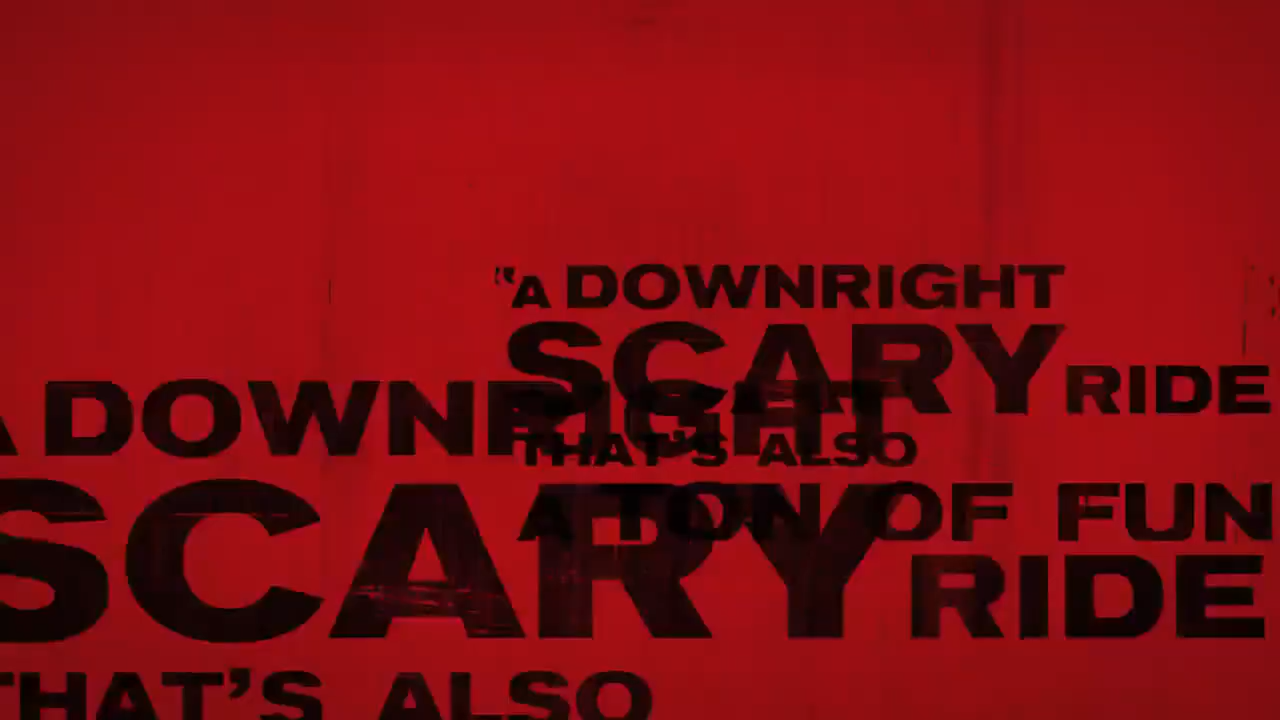 “A DOWNRIGHT
SCARY RIDE
THAT'S ALSO
A TON OF FUN
A DOWNRIGHT
SCARY RIDE
THAT'S ALSO